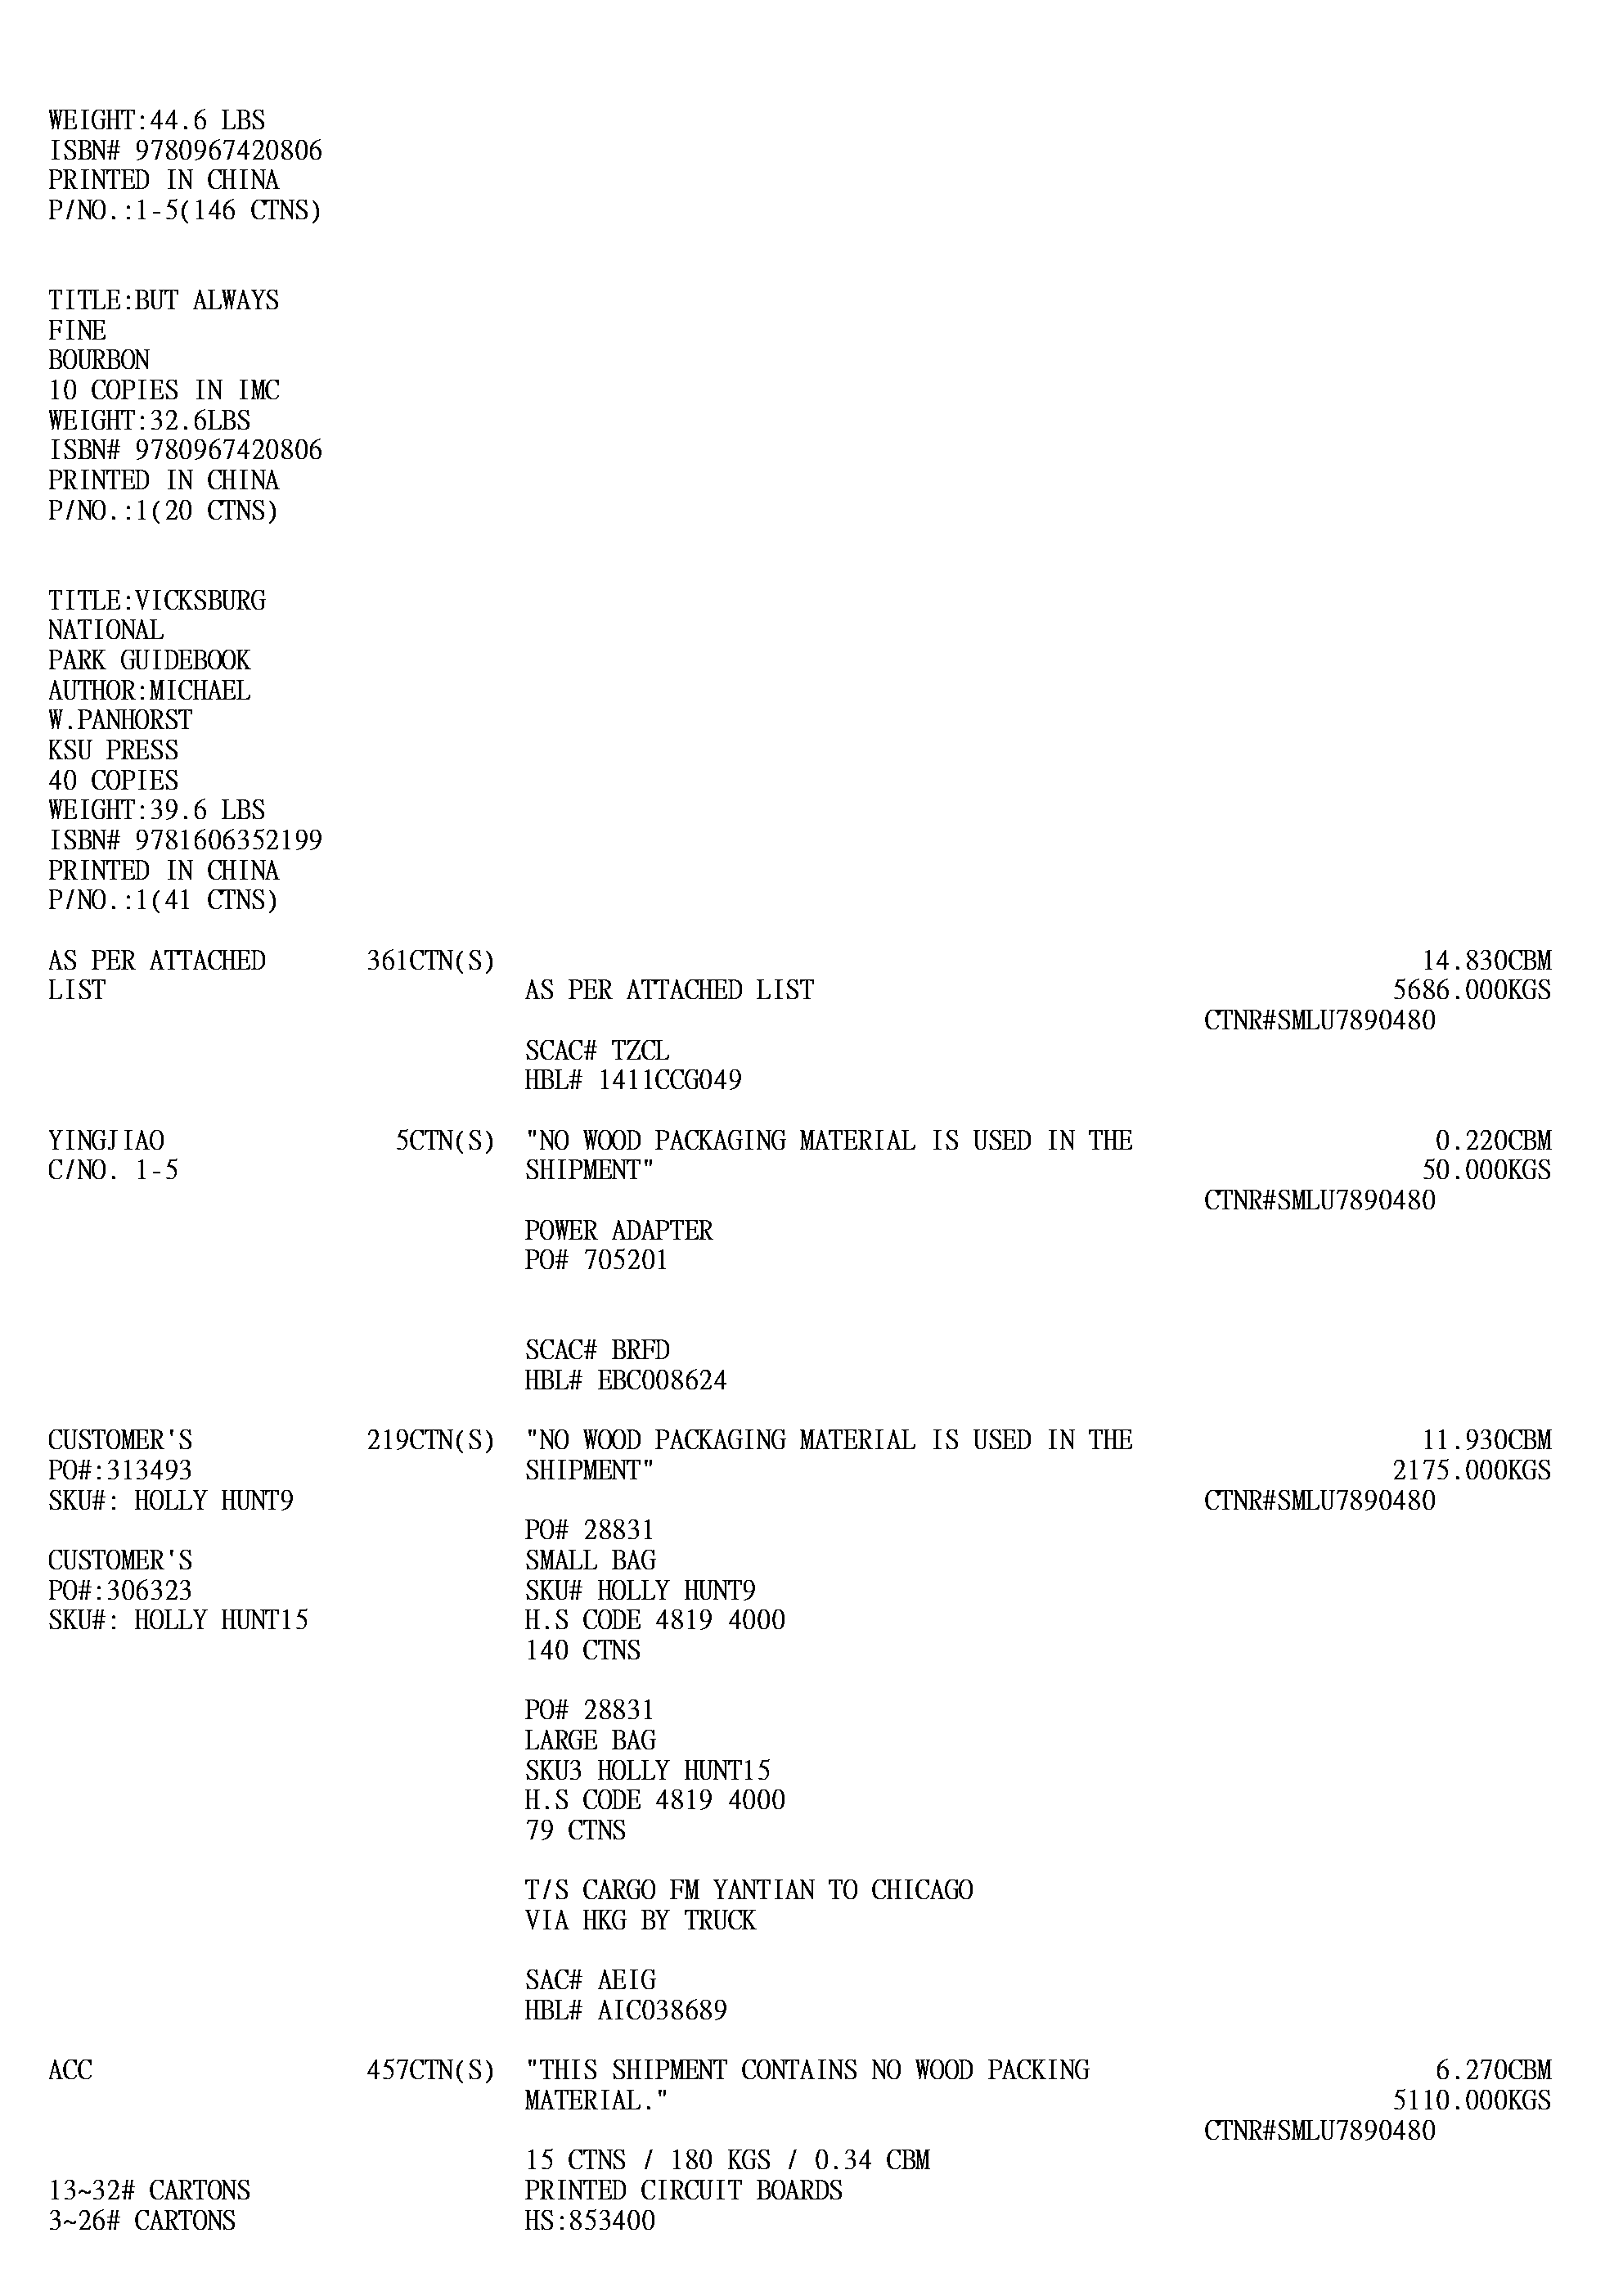 WEIGHT:44.6 LBS
ISBN# 9780967420806
PRINTED IN CHINA
P/NO.:1-5(146 CTNS)
TITLE:BUT ALWAYS
FINE
BOURBON
10 COPIES IN IMC
WEIGHT:32.6LBS
ISBN# 9780967420806
PRINTED IN CHINA
P/NO.:1(20 CTNS)
TITLE:VICKSBURG
NATIONAL
PARK GUIDEBOOK
AUTHOR:MICHAEL
W.PANHORST
KSU PRESS
40 COPIES
WEIGHT:39.6 LBS
ISBN# 9781606352199
PRINTED IN CHINA
P/NO.:1(41 CTNS)
AS PER ATTACHED 361CTN(S) 14.830CBM
LIST AS PER ATTACHED LIST 5686.000KGS
CTNR#SMLU7890480
SCAC# TZCL
HBL# 1411CCG049
YINGJIAO 5CTN(S) "NO WOOD PACKAGING MATERIAL IS USED IN THE 0.220CBM
C/NO. 1-5 SHIPMENT" 50.000KGS
CTNR#SMLU7890480
POWER ADAPTER
PO# 705201
SCAC# BRFD
HBL# EBC008624
CUSTOMER'S 219CTN(S) "NO WOOD PACKAGING MATERIAL IS USED IN THE 11.930CBM
PO#:313493 SHIPMENT" 2175.000KGS
SKU#: HOLLY HUNT9 CTNR#SMLU7890480
PO# 28831
CUSTOMER'S SMALL BAG
PO#:306323 SKU# HOLLY HUNT9
SKU#: HOLLY HUNT15 H.S CODE 4819 4000
140 CTNS
PO# 28831
LARGE BAG
SKU3 HOLLY HUNT15
H.S CODE 4819 4000
79 CTNS
T/S CARGO FM YANTIAN TO CHICAGO
VIA HKG BY TRUCK
SAC# AEIG
HBL# AIC038689
ACC 457CTN(S) "THIS SHIPMENT CONTAINS NO WOOD PACKING 6.270CBM
MATERIAL." 5110.000KGS
CTNR#SMLU7890480
15 CTNS / 180 KGS / 0.34 CBM
13~32# CARTONS PRINTED CIRCUIT BOARDS
3~26# CARTONS HS:853400